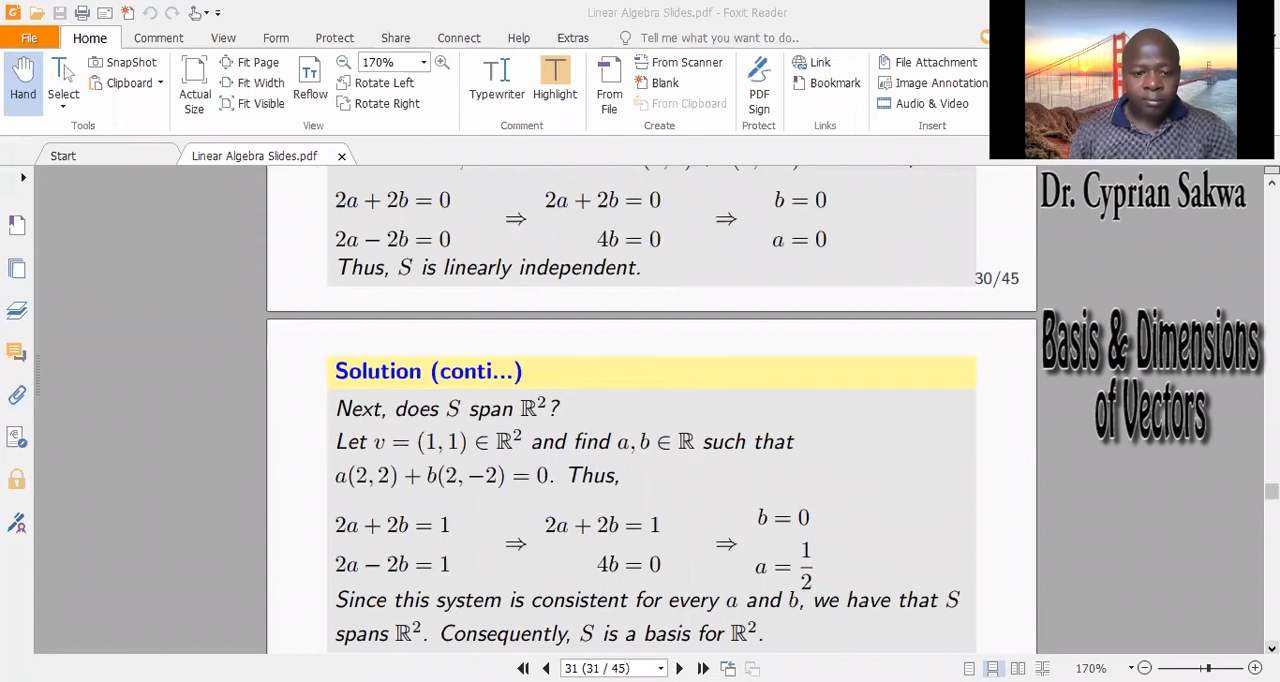 Linear Algebra Slides.pdf - Foxit Reader
File Home Comment View Form Protect Share Connect Help Extras Tell me what you want to do..
Hand
Select
SnapShot
Clipboard
Tools
Actual Size
Fit Page
Fit Width
Fit Visible
Reflow
170%
Rotate Left
Rotate Right
View
Typewriter
Highlight
Comment
From File
From Scanner
Blank
From Clipboard
Create
PDF Sign
Protect
Link
Bookmark
Links
File Attachment
Image Annotation
Audio & Video
Insert
Start
Linear Algebra Slides.pdf
2a + 2b = 0 ⇒ 2a + 2b = 0 ⇒ b = 0
2a − 2b = 0 4b = 0 a = 0
Thus, S is linearly independent.
30/45
Solution (conti...)
Next, does S span ℝ²?
Let v = (1, 1) ∈ ℝ² and find a, b ∈ ℝ such that
a(2, 2) + b(2, −2) = 0. Thus,
2a + 2b = 1 ⇒ 2a + 2b = 1 ⇒ b = 0
2a − 2b = 1 4b = 0 a = 1/2
Since this system is consistent for every a and b, we have that S
spans ℝ². Consequently, S is a basis for ℝ².
Dr. Cyprian Sakwa
Basis & Dimensions
of Vectors
31 (31 / 45)
170%